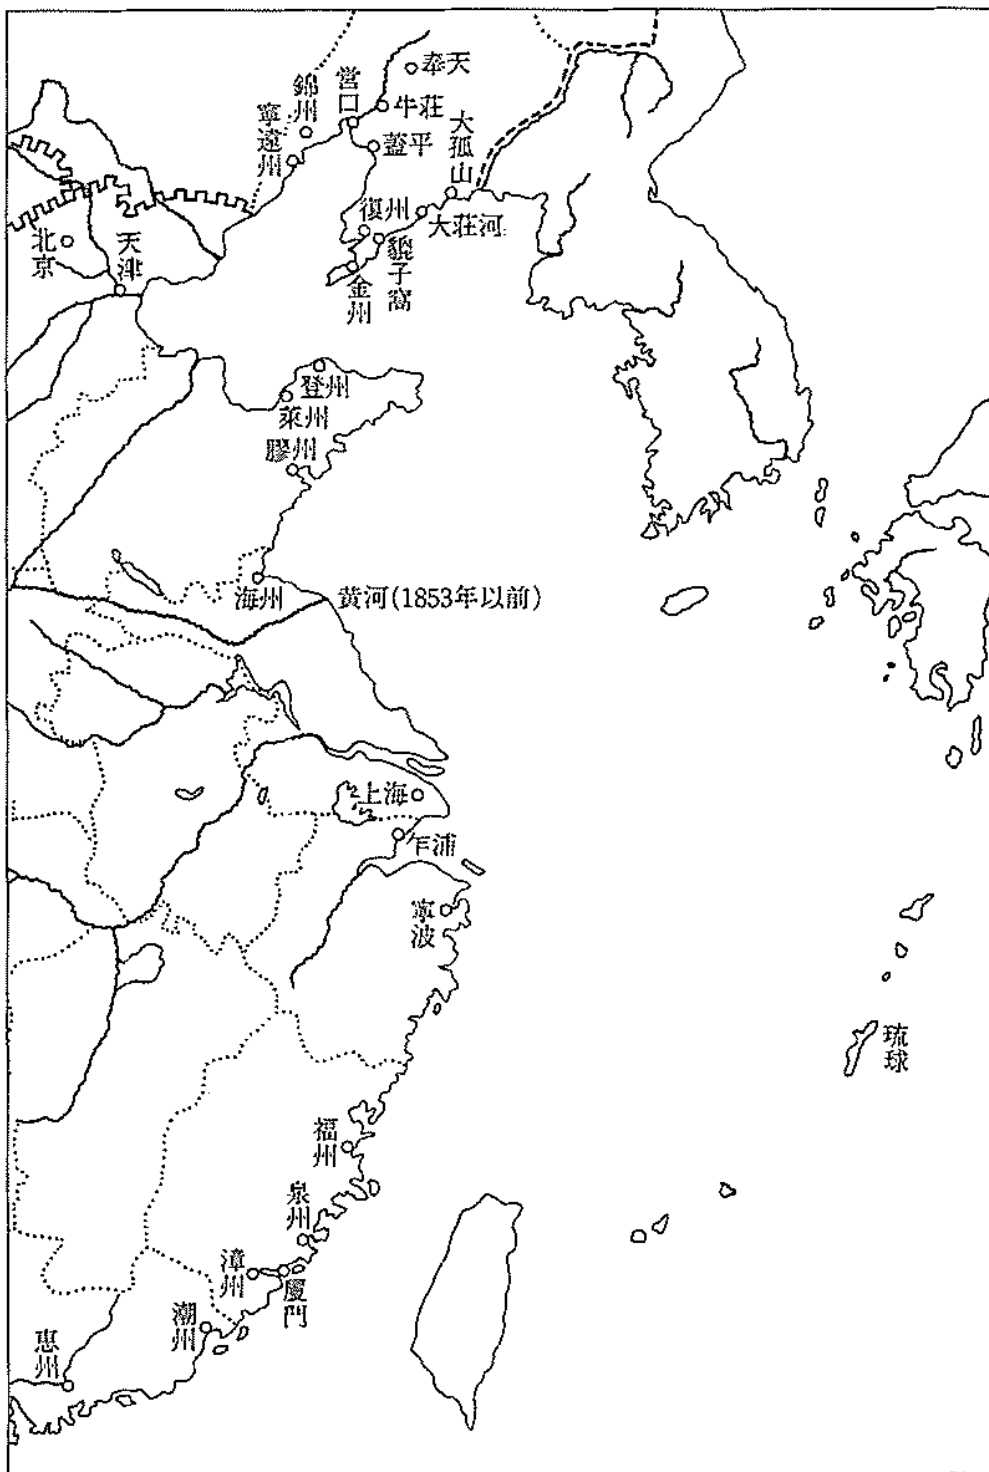 奉天
牛荘
営口
錦州
寧遠州
蓋平
大孤山
大荘河
復州
貔子窩
金州
北京
天津
登州
萊州
膠州
海州
黄河(1853年以前)
上海
乍浦
寧波
琉球
福州
泉州
漳州
厦門
潮州
惠州